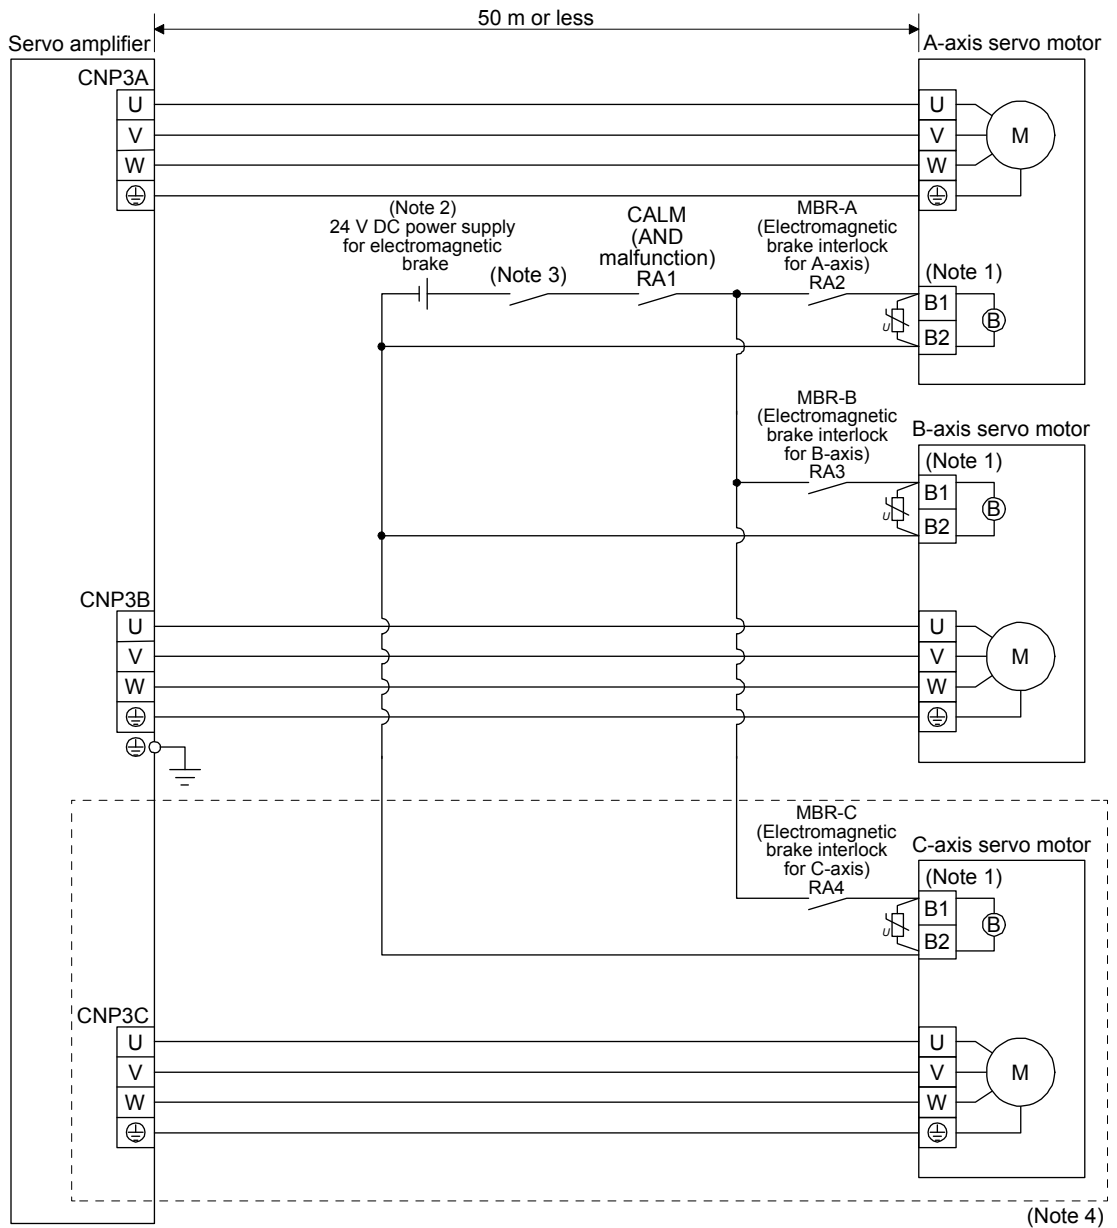 50 m or less
Servo amplifier
A-axis servo motor
CNP3A
U
V
W
U
V
W
M
(Note 2)
24 V DC power supply
for electromagnetic
brake
(Note 3)
CALM
(AND
malfunction)
RA1
MBR-A
(Electromagnetic
brake interlock
for A-axis)
RA2
(Note 1)
U
B1
B2
B
MBR-B
(Electromagnetic
brake interlock
for B-axis)
RA3
B-axis servo motor
(Note 1)
U
B1
B2
B
CNP3B
U
V
W
U
V
W
M
MBR-C
(Electromagnetic
brake interlock
for C-axis)
RA4
C-axis servo motor
(Note 1)
U
B1
B2
B
CNP3C
U
V
W
U
V
W
M
(Note 4)